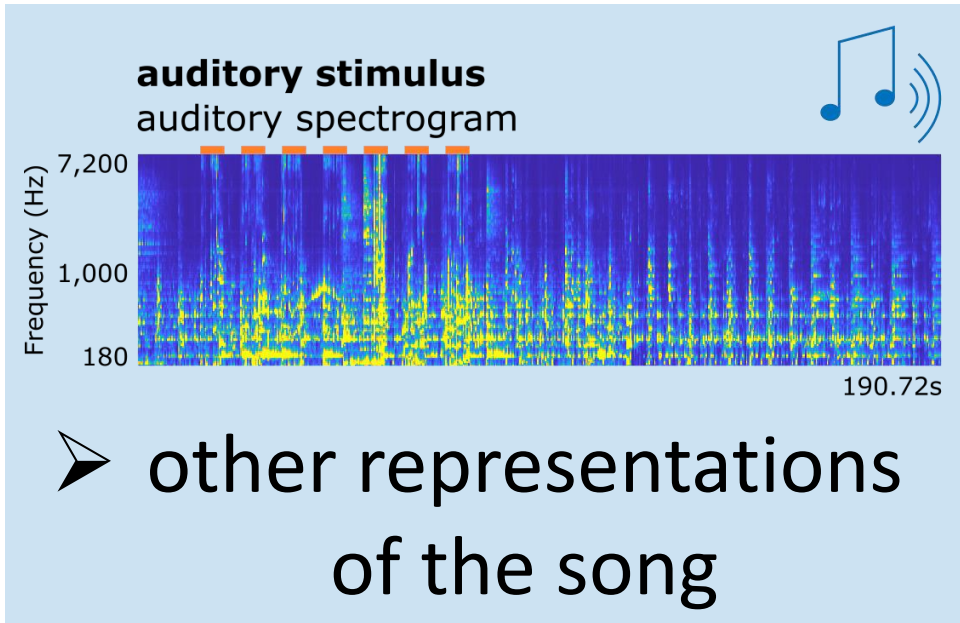 auditory stimulus
auditory spectrogram
Frequency (Hz)
7,200
1,000
180
190.72s
➢ other representations
of the song